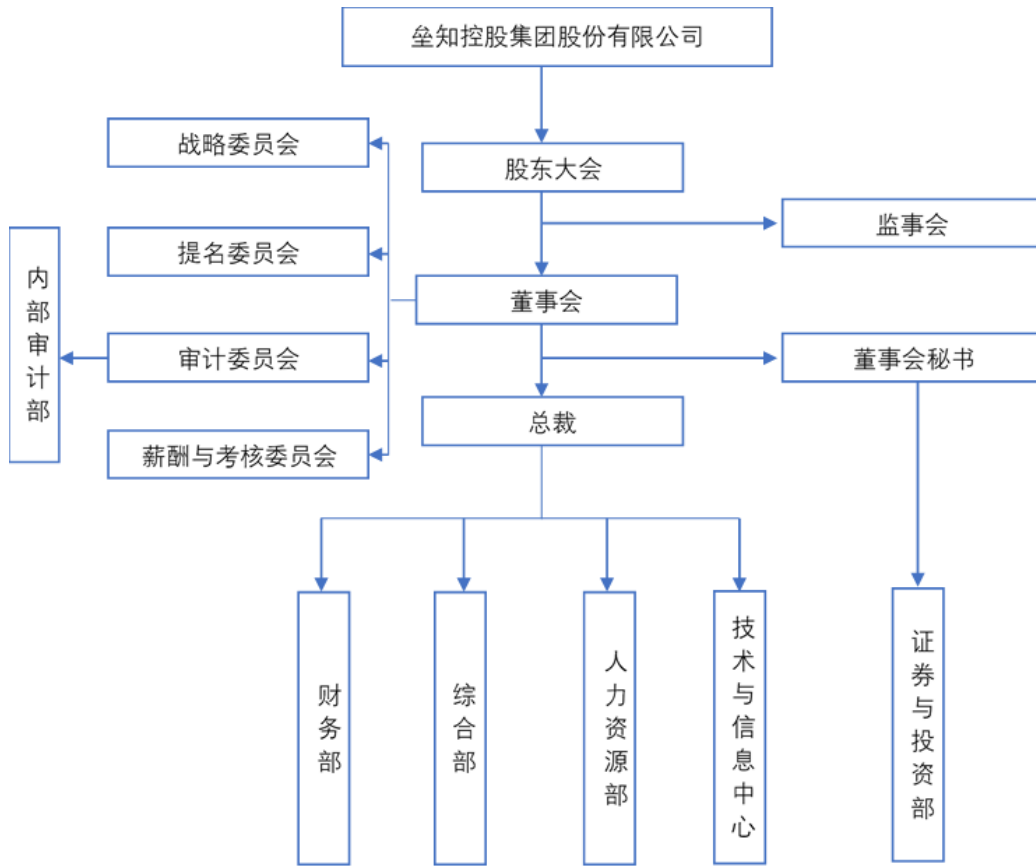 垒知控股集团股份有限公司
战略委员会
股东大会
监事会
提名委员会
内部审计部
董事会
审计委员会
董事会秘书
总裁
薪酬与考核委员会
财务部
综合部
人力资源部
技术与信息中心
证券与投资部